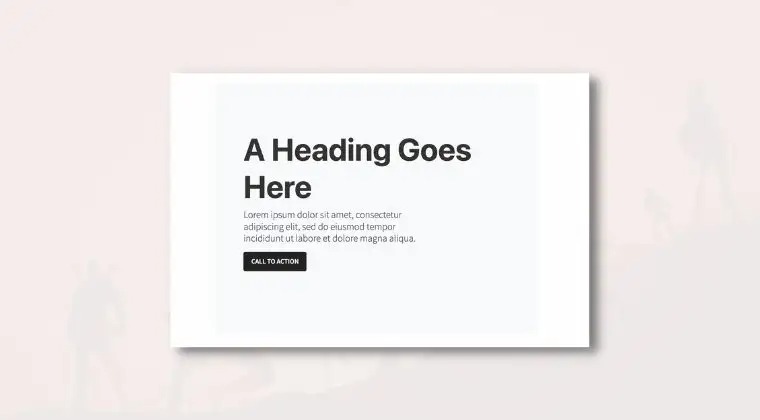 A Heading Goes
Here
Lorem ipsum dolor sit amet, consectetur
adipiscing elit, sed do eiusmod tempor
incididunt ut labore et dolore magna aliqua.
CALL TO ACTION